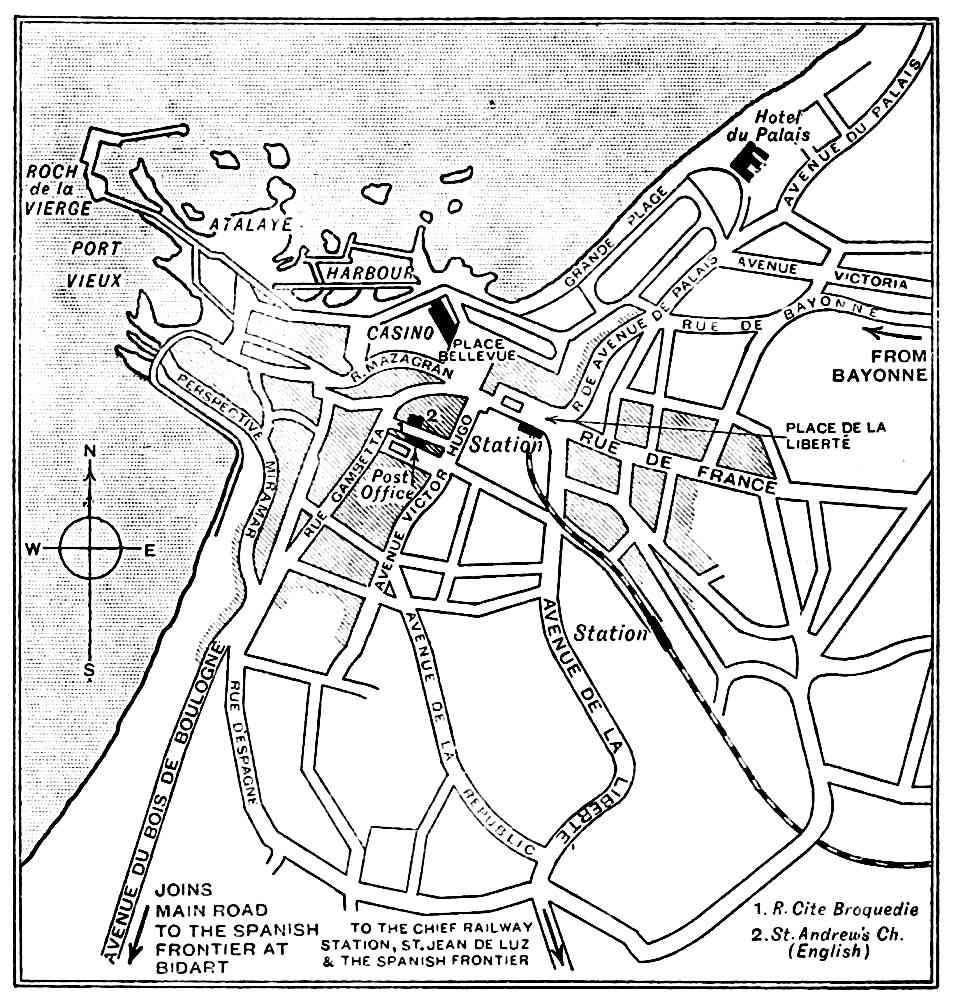 Hotel
du Palais
AVENUE DU PALAIS
ROCH
de la
VIERGE
ATALAYE
GRANDE PLAGE
PORT
VIEUX
HARBOUR
AVENUE VICTORIA
R. DE AVENUE DE PALAIS
RUE DE BAYONNE
CASINO
PLACE
BELLEVUE
FROM
BAYONNE
R. MAZAGRAN
PERSPECTIVE MIRAMAR
2
PLACE DE LA
LIBERTÉ
Station
RUE DE FRANCE
RUE GAMBETTA
AVENUE VICTOR HUGO
Post
Office
N
W
E
S
Station
AVENUE DE LA LIBERTÉ
AVENUE DE LA REPUBLIC
RUE D'ESPAGNE
AVENUE DU BOIS DE BOULOGNE
JOINS
MAIN ROAD
TO THE SPANISH
FRONTIER AT
BIDART
TO THE CHIEF RAILWAY
STATION, ST. JEAN DE LUZ
& THE SPANISH FRONTIER
1. R. Cite Broquedie
2. St. Andrew's Ch.
(English)